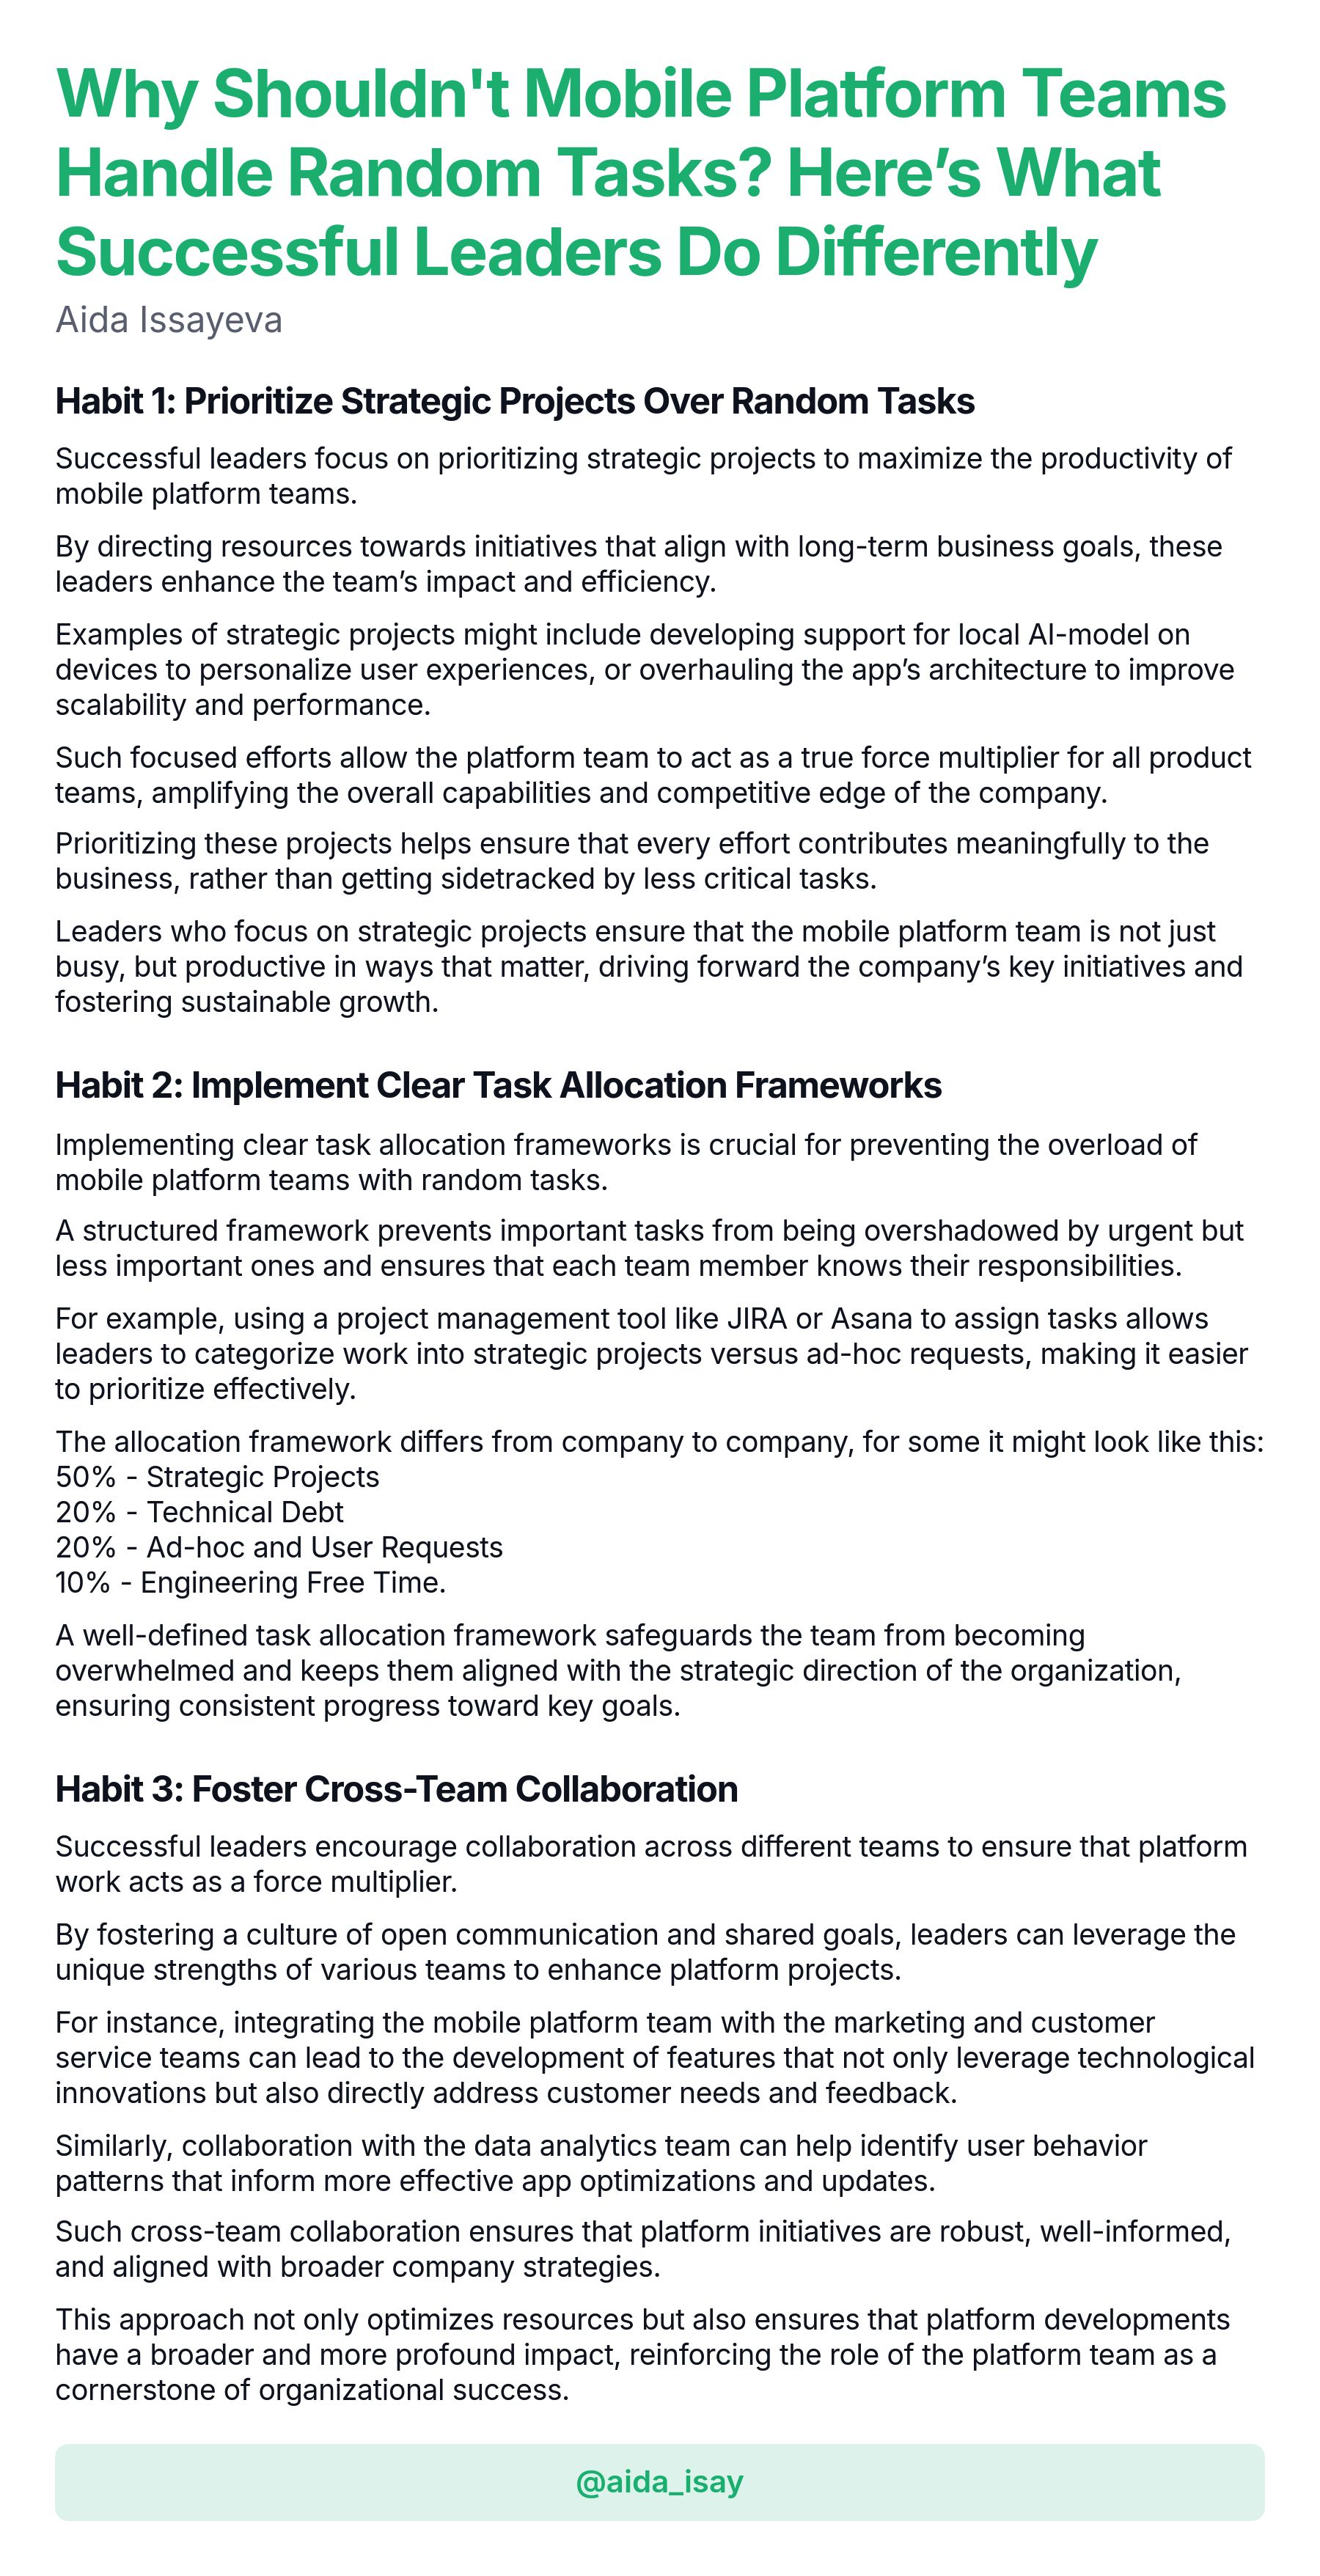 Why Shouldn't Mobile Platform Teams
Handle Random Tasks? Here’s What
Successful Leaders Do Differently
Aida Issayeva
Habit 1: Prioritize Strategic Projects Over Random Tasks
Successful leaders focus on prioritizing strategic projects to maximize the productivity of
mobile platform teams.
By directing resources towards initiatives that align with long-term business goals, these
leaders enhance the team’s impact and efficiency.
Examples of strategic projects might include developing support for local AI-model on
devices to personalize user experiences, or overhauling the app’s architecture to improve
scalability and performance.
Such focused efforts allow the platform team to act as a true force multiplier for all product
teams, amplifying the overall capabilities and competitive edge of the company.
Prioritizing these projects helps ensure that every effort contributes meaningfully to the
business, rather than getting sidetracked by less critical tasks.
Leaders who focus on strategic projects ensure that the mobile platform team is not just
busy, but productive in ways that matter, driving forward the company’s key initiatives and
fostering sustainable growth.
Habit 2: Implement Clear Task Allocation Frameworks
Implementing clear task allocation frameworks is crucial for preventing the overload of
mobile platform teams with random tasks.
A structured framework prevents important tasks from being overshadowed by urgent but
less important ones and ensures that each team member knows their responsibilities.
For example, using a project management tool like JIRA or Asana to assign tasks allows
leaders to categorize work into strategic projects versus ad-hoc requests, making it easier
to prioritize effectively.
The allocation framework differs from company to company, for some it might look like this:
50% - Strategic Projects
20% - Technical Debt
20% - Ad-hoc and User Requests
10% - Engineering Free Time.
A well-defined task allocation framework safeguards the team from becoming
overwhelmed and keeps them aligned with the strategic direction of the organization,
ensuring consistent progress toward key goals.
Habit 3: Foster Cross-Team Collaboration
Successful leaders encourage collaboration across different teams to ensure that platform
work acts as a force multiplier.
By fostering a culture of open communication and shared goals, leaders can leverage the
unique strengths of various teams to enhance platform projects.
For instance, integrating the mobile platform team with the marketing and customer
service teams can lead to the development of features that not only leverage technological
innovations but also directly address customer needs and feedback.
Similarly, collaboration with the data analytics team can help identify user behavior
patterns that inform more effective app optimizations and updates.
Such cross-team collaboration ensures that platform initiatives are robust, well-informed,
and aligned with broader company strategies.
This approach not only optimizes resources but also ensures that platform developments
have a broader and more profound impact, reinforcing the role of the platform team as a
cornerstone of organizational success.
@aida_isay